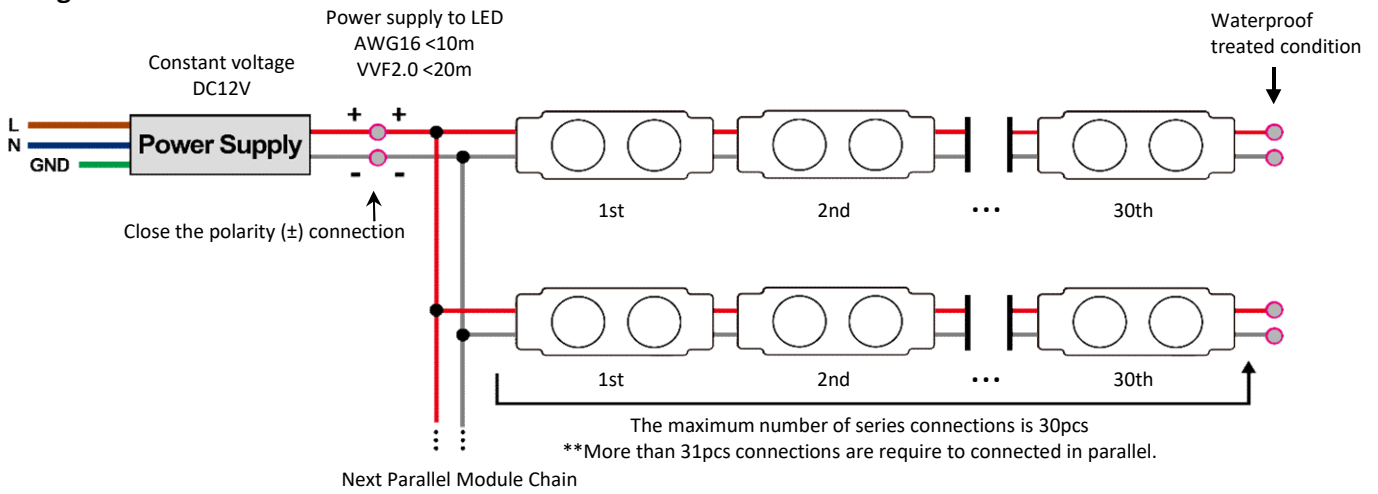 Power supply to LED
AWG16 <10m
VVF2.0 <20m
Waterproof
treated condition
Constant voltage
DC12V
+ +
L
N
GND
Power Supply
- -
Close the polarity (±) connection
1st 2nd ••• 30th
1st 2nd ••• 30th
The maximum number of series connections is 30pcs
**More than 31pcs connections are require to connected in parallel.
Next Parallel Module Chain